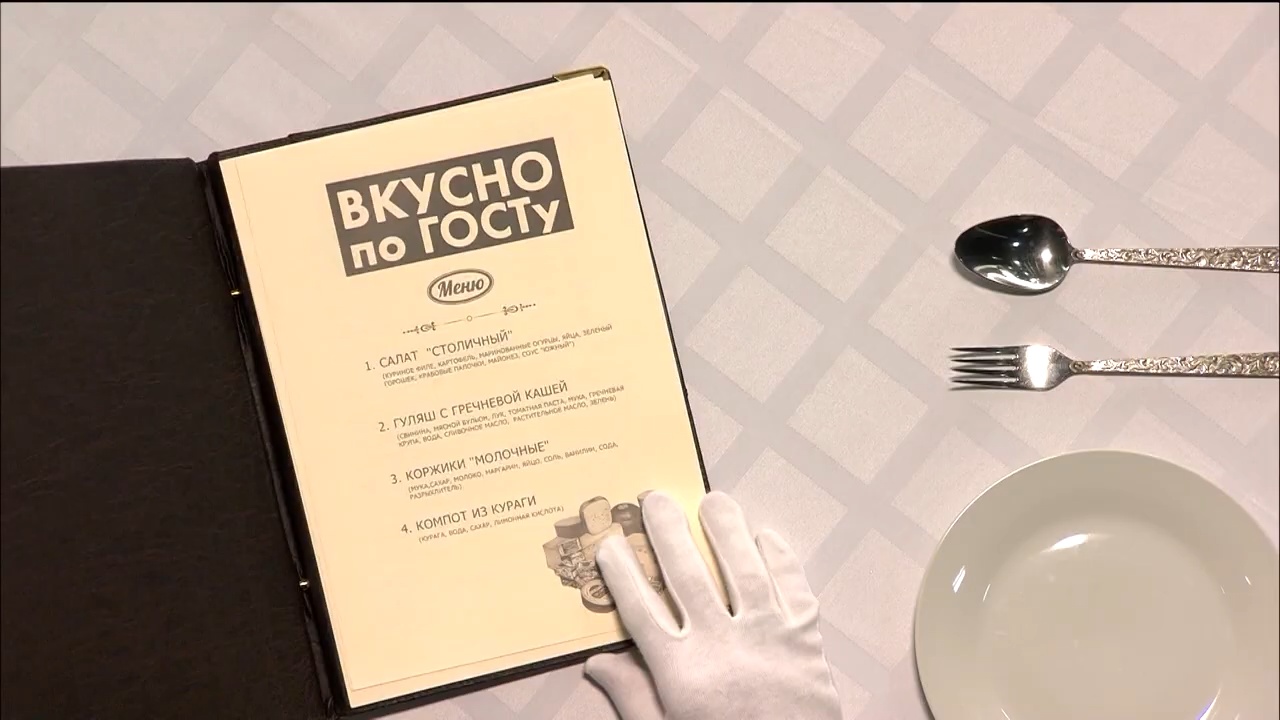 ВКУСНО
по ГОСТу
Меню
1. САЛАТ "СТОЛИЧНЫЙ"
(КУРИНОЕ ФИЛЕ, КАРТОФЕЛЬ, МАРИНОВАННЫЕ ОГУРЦЫ, ЯЙЦА, ЗЕЛЕНЫЙ
ГОРОШЕК, КРАБОВЫЕ ПАЛОЧКИ, МАЙОНЕЗ, СОУС "ЮЖНЫЙ")
2. ГУЛЯШ С ГРЕЧНЕВОЙ КАШЕЙ
(СВИНИНА, МЯСНОЙ БУЛЬОН, ЛУК, ТОМАТНАЯ ПАСТА, МУКА, ГРЕЧНЕВАЯ
КРУПА, ВОДА, СЛИВОЧНОЕ МАСЛО, РАСТИТЕЛЬНОЕ МАСЛО, ЗЕЛЕНЬ)
3. КОРЖИКИ "МОЛОЧНЫЕ"
(МУКА,САХАР, МОЛОКО, МАРГАРИН, ЯЙЦО, СОЛЬ, ВАНИЛИН, СОДА,
РАЗРЫХЛИТЕЛЬ)
4. КОМПОТ ИЗ КУРАГИ
(КУРАГА, ВОДА, САХАР, ЛИМОННАЯ КИСЛОТА)